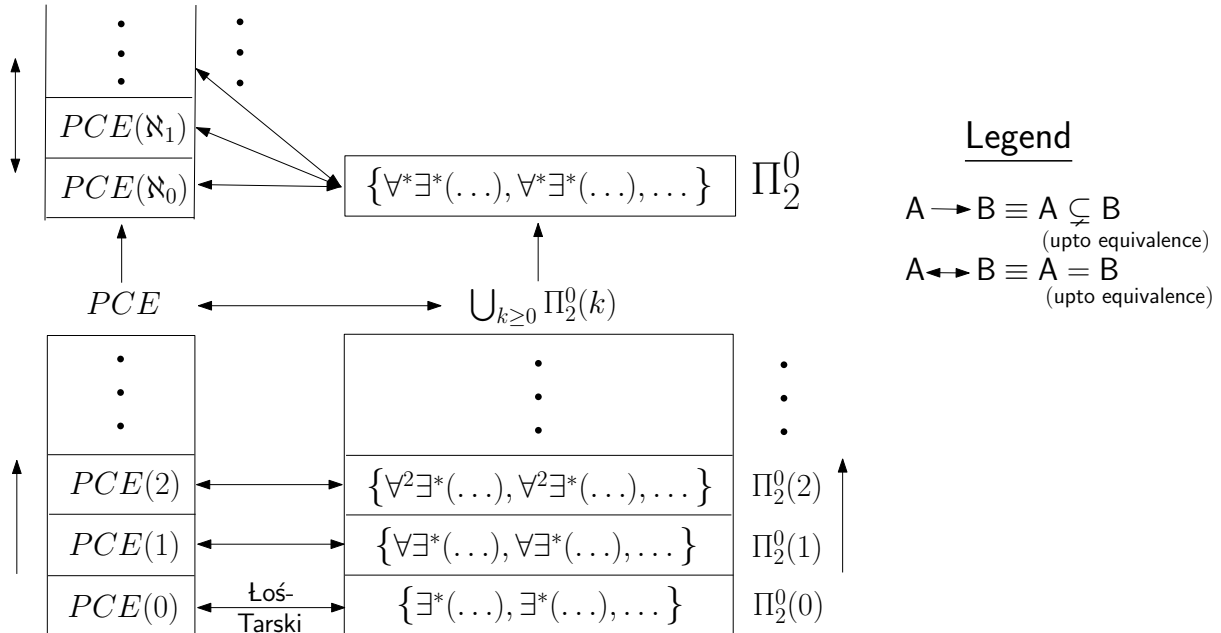 PCE(ℵ₁)
PCE(ℵ₀) {∀*∃*(...), ∀*∃*(...), ...} Π⁰₂
PCE ⋃_{k≥0} Π⁰₂(k)
PCE(2) {∀²∃*(...), ∀²∃*(...), ...} Π⁰₂(2)
PCE(1) {∀∃*(...), ∀∃*(...), ...} Π⁰₂(1)
PCE(0) Łoś-Tarski {∃*(...), ∃*(...), ...} Π⁰₂(0)
Legend
A → B ≡ A ⊊ B
(upto equivalence)
A ↔ B ≡ A = B
(upto equivalence)